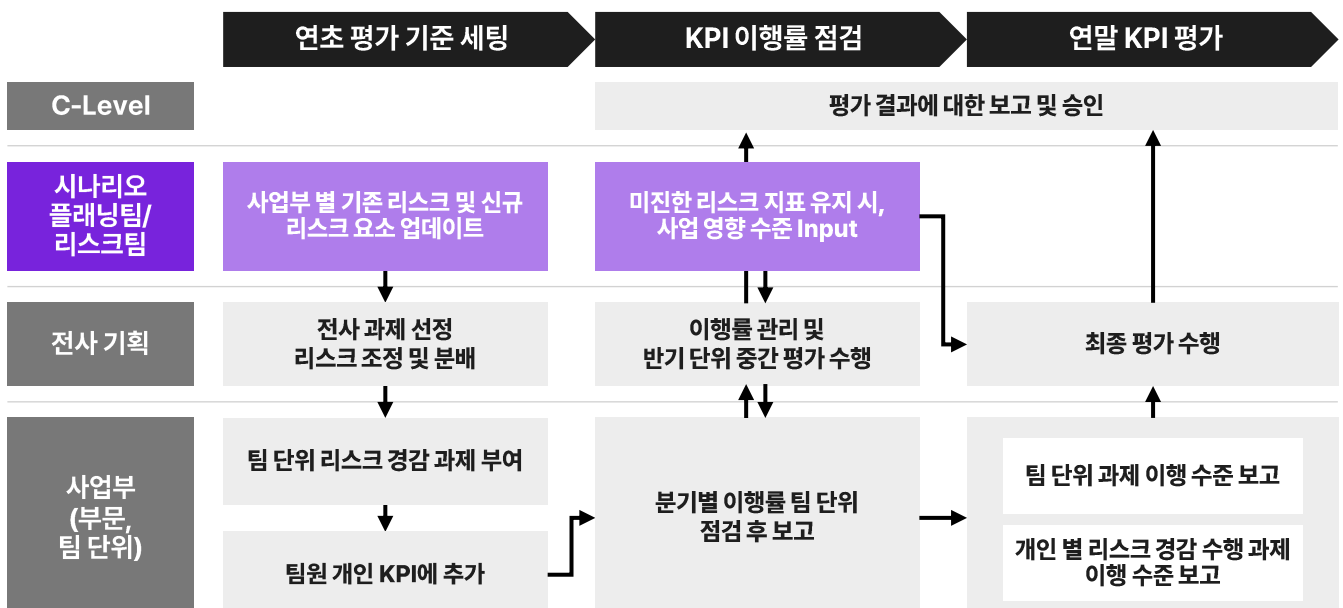 연초 평가 기준 세팅
KPI 이행률 점검
연말 KPI 평가
C-Level
평가 결과에 대한 보고 및 승인
시나리오
플래닝팀/
리스크팀
사업부 별 기존 리스크 및 신규
리스크 요소 업데이트
미진한 리스크 지표 유지 시,
사업 영향 수준 Input
전사 기획
전사 과제 선정
리스크 조정 및 분배
이행률 관리 및
반기 단위 중간 평가 수행
최종 평가 수행
사업부
(부문,
팀 단위)
팀 단위 리스크 경감 과제 부여
팀원 개인 KPI에 추가
분기별 이행률 팀 단위
점검 후 보고
팀 단위 과제 이행 수준 보고
개인 별 리스크 경감 수행 과제
이행 수준 보고